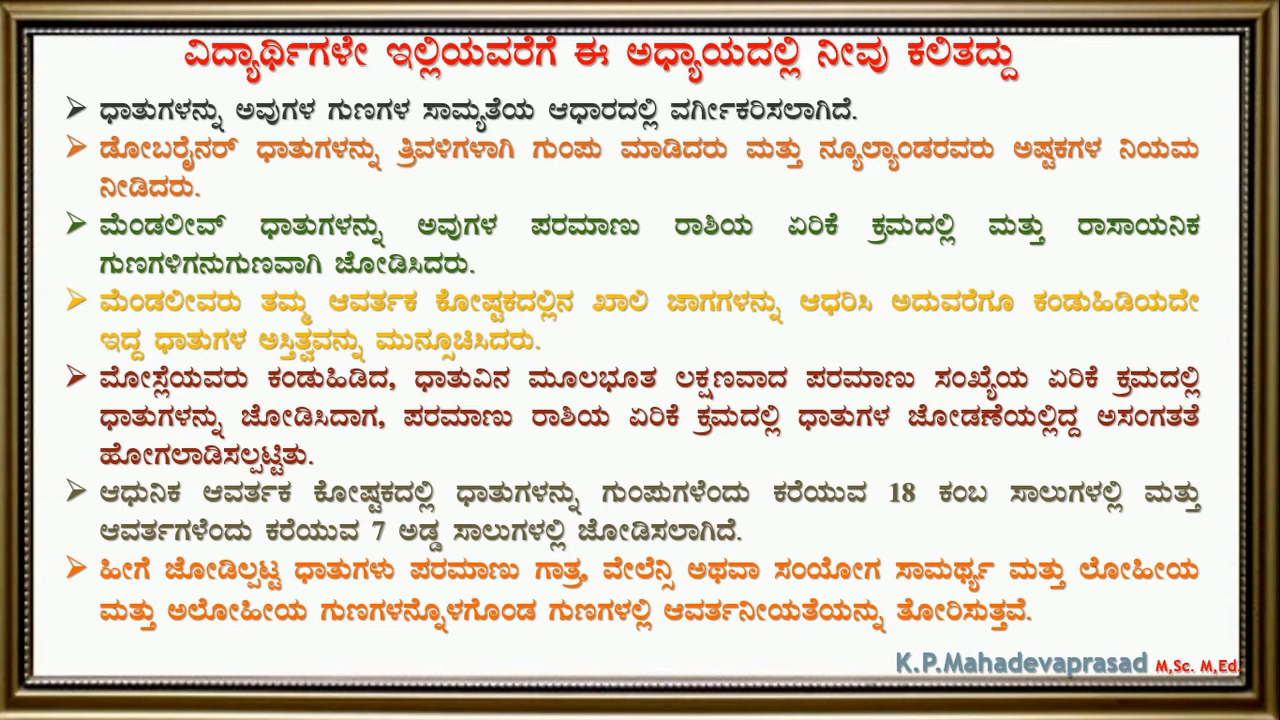 ವಿದ್ಯಾರ್ಥಿಗಳೇ ಇಲ್ಲಿಯವರೆಗೆ ಈ ಅಧ್ಯಾಯದಲ್ಲಿ ನೀವು ಕಲಿತದ್ದು
➢ ಧಾತುಗಳನ್ನು ಅವುಗಳ ಗುಣಗಳ ಸಾಮ್ಯತೆಯ ಆಧಾರದಲ್ಲಿ ವರ್ಗೀಕರಿಸಲಾಗಿದೆ.
➢ ಡೋಬರೈನರ್ ಧಾತುಗಳನ್ನು ತ್ರಿವಳಿಗಳಾಗಿ ಗುಂಪು ಮಾಡಿದರು ಮತ್ತು ನ್ಯೂಲ್ಯಾಂಡರವರು ಅಷ್ಟಕಗಳ ನಿಯಮ
ನೀಡಿದರು.
➢ ಮೆಂಡಲೀವ್ ಧಾತುಗಳನ್ನು ಅವುಗಳ ಪರಮಾಣು ರಾಶಿಯ ಏರಿಕೆ ಕ್ರಮದಲ್ಲಿ ಮತ್ತು ರಾಸಾಯನಿಕ
ಗುಣಗಳಿಗನುಗುಣವಾಗಿ ಜೋಡಿಸಿದರು.
➢ ಮೆಂಡಲೀವರು ತಮ್ಮ ಆವರ್ತಕ ಕೋಷ್ಟಕದಲ್ಲಿನ ಖಾಲಿ ಜಾಗಗಳನ್ನು ಆಧರಿಸಿ ಅದುವರೆಗೂ ಕಂಡುಹಿಡಿಯದೇ
ಇದ್ದ ಧಾತುಗಳ ಅಸ್ತಿತ್ವವನ್ನು ಮುನ್ಸೂಚಿಸಿದರು.
➢ ಮೋಸ್ಲೆಯವರು ಕಂಡುಹಿಡಿದ, ಧಾತುವಿನ ಮೂಲಭೂತ ಲಕ್ಷಣವಾದ ಪರಮಾಣು ಸಂಖ್ಯೆಯ ಏರಿಕೆ ಕ್ರಮದಲ್ಲಿ
ಧಾತುಗಳನ್ನು ಜೋಡಿಸಿದಾಗ, ಪರಮಾಣು ರಾಶಿಯ ಏರಿಕೆ ಕ್ರಮದಲ್ಲಿ ಧಾತುಗಳ ಜೋಡಣೆಯಲ್ಲಿದ್ದ ಅಸಂಗತತೆ
ಹೋಗಲಾಡಿಸಲ್ಪಟ್ಟಿತು.
➢ ಆಧುನಿಕ ಆವರ್ತಕ ಕೋಷ್ಟಕದಲ್ಲಿ ಧಾತುಗಳನ್ನು ಗುಂಪುಗಳೆಂದು ಕರೆಯುವ 18 ಕಂಬ ಸಾಲುಗಳಲ್ಲಿ ಮತ್ತು
ಆವರ್ತಗಳೆಂದು ಕರೆಯುವ 7 ಅಡ್ಡ ಸಾಲುಗಳಲ್ಲಿ ಜೋಡಿಸಲಾಗಿದೆ.
➢ ಹೀಗೆ ಜೋಡಿಲ್ಪಟ್ಟ ಧಾತುಗಳು ಪರಮಾಣು ಗಾತ್ರ, ವೇಲೆನ್ಸಿ ಅಥವಾ ಸಂಯೋಗ ಸಾಮರ್ಥ್ಯ ಮತ್ತು ಲೋಹೀಯ
ಮತ್ತು ಅಲೋಹೀಯ ಗುಣಗಳನ್ನೊಳಗೊಂಡ ಗುಣಗಳಲ್ಲಿ ಆವರ್ತನೀಯತೆಯನ್ನು ತೋರಿಸುತ್ತವೆ.
K.P.Mahadevaprasad M,Sc. M,Ed.